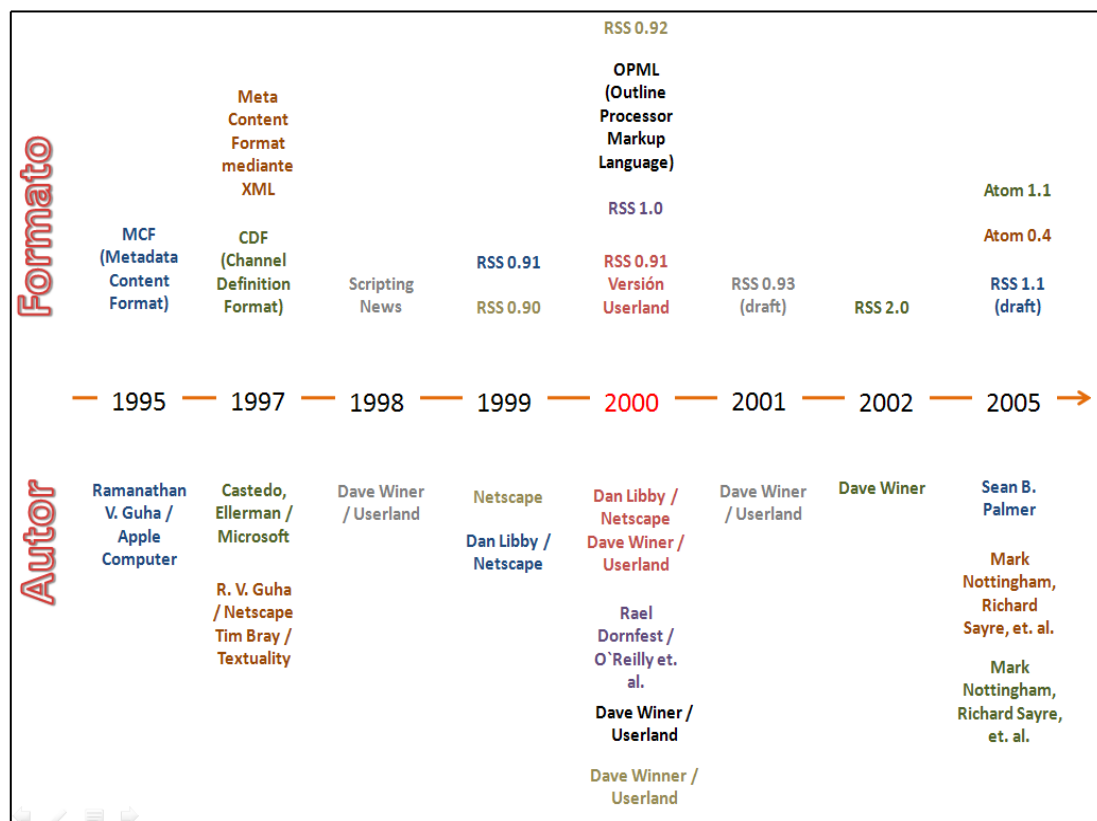 Formato
RSS 0.92
OPML
(Outline
Processor
Markup
Language)
Meta
Content
Format
mediante
XML
RSS 1.0
Atom 1.1
Atom 0.4
MCF
(Metadata
Content
Format)
CDF
(Channel
Definition
Format)
Scripting
News
RSS 0.91
RSS 0.90
RSS 0.91
Versión
Userland
RSS 0.93
(draft)
RSS 2.0
RSS 1.1
(draft)
1995
1997
1998
1999
2000
2001
2002
2005
Autor
Ramanathan
V. Guha /
Apple
Computer
Castedo,
Ellerman /
Microsoft
R. V. Guha
/ Netscape
Tim Bray /
Textuality
Dave Winer
/ Userland
Netscape
Dan Libby /
Netscape
Dan Libby /
Netscape
Dave Winer /
Userland
Rael
Dornfest /
O`Reilly et.
al.
Dave Winer /
Userland
Dave Winner /
Userland
Dave Winer
/ Userland
Dave Winer
Sean B.
Palmer
Mark
Nottingham,
Richard
Sayre, et. al.
Mark
Nottingham,
Richard Sayre,
et. al.